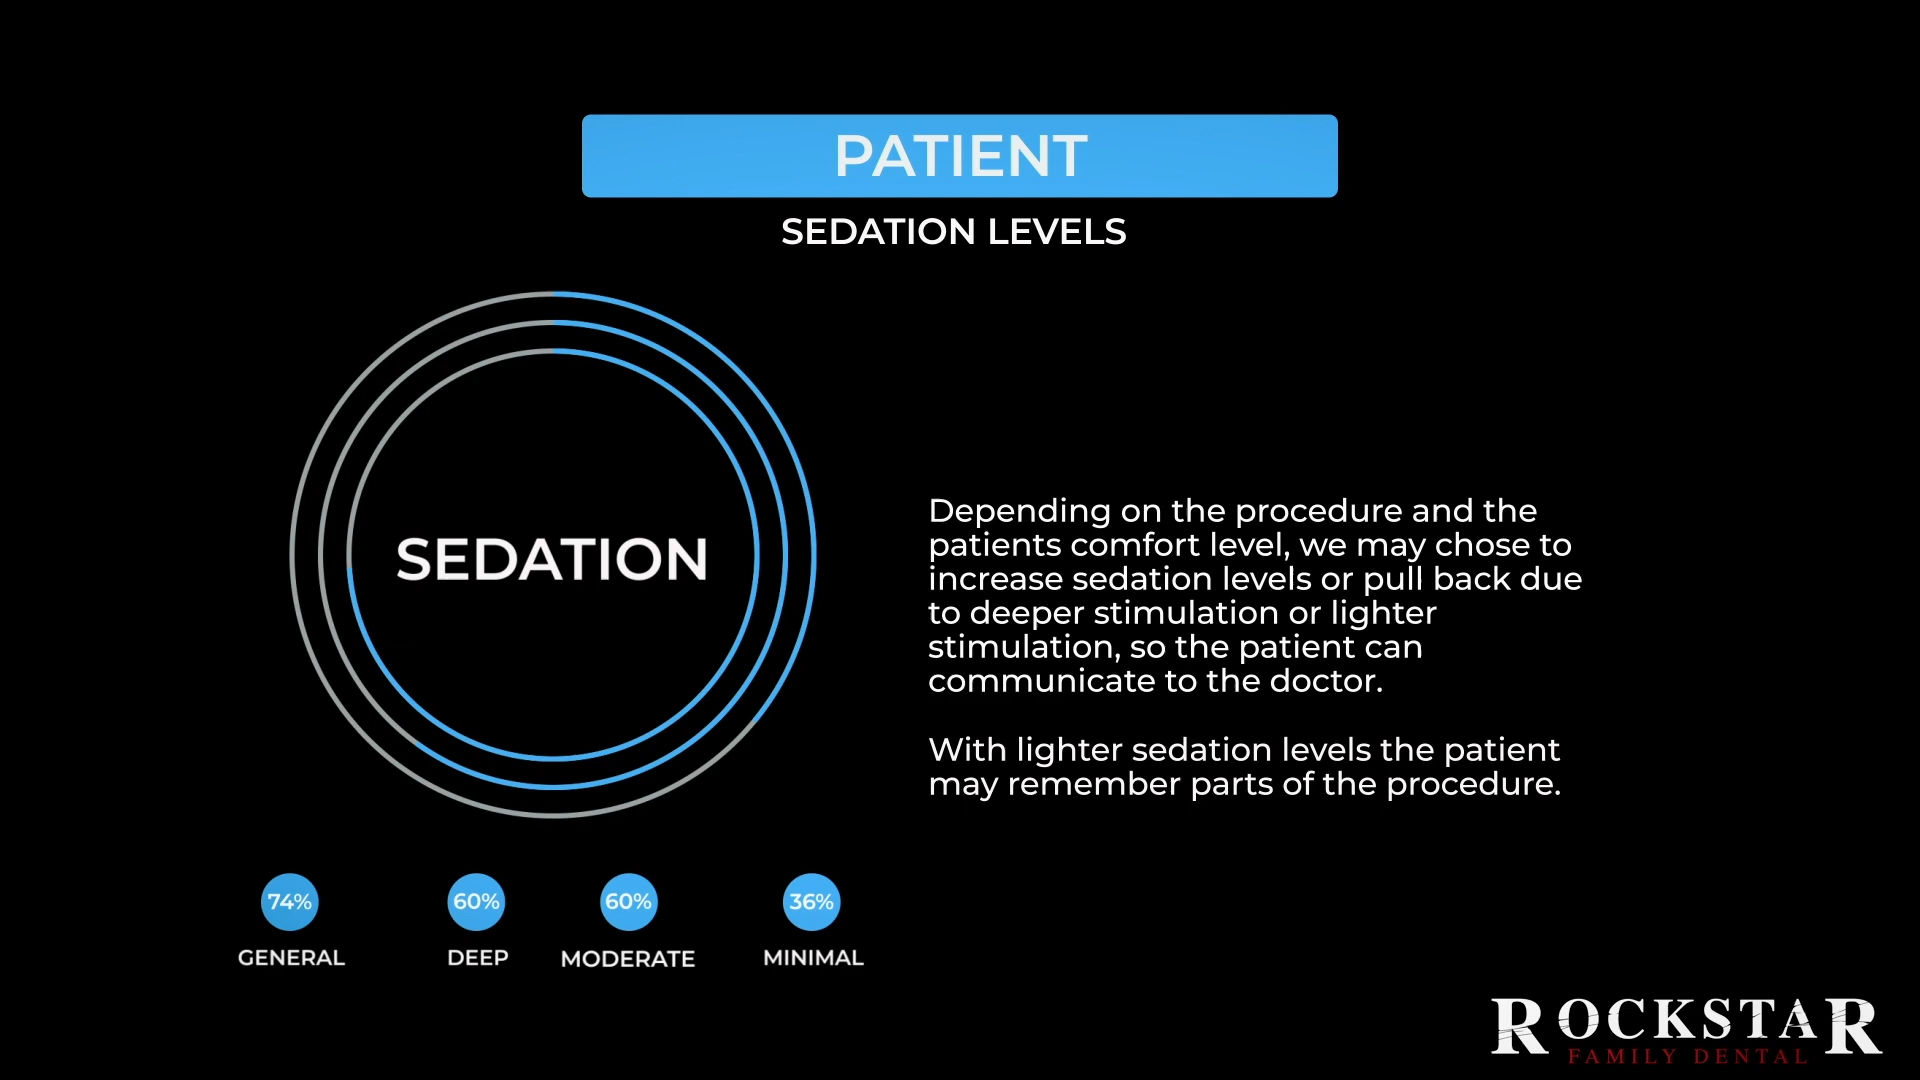 PATIENT
SEDATION LEVELS
SEDATION
Depending on the procedure and the
patients comfort level, we may chose to
increase sedation levels or pull back due
to deeper stimulation or lighter
stimulation, so the patient can
communicate to the doctor.
With lighter sedation levels the patient
may remember parts of the procedure.
74%
60%
60%
36%
GENERAL
DEEP
MODERATE
MINIMAL
ROCKSTAR
FAMILY DENTAL